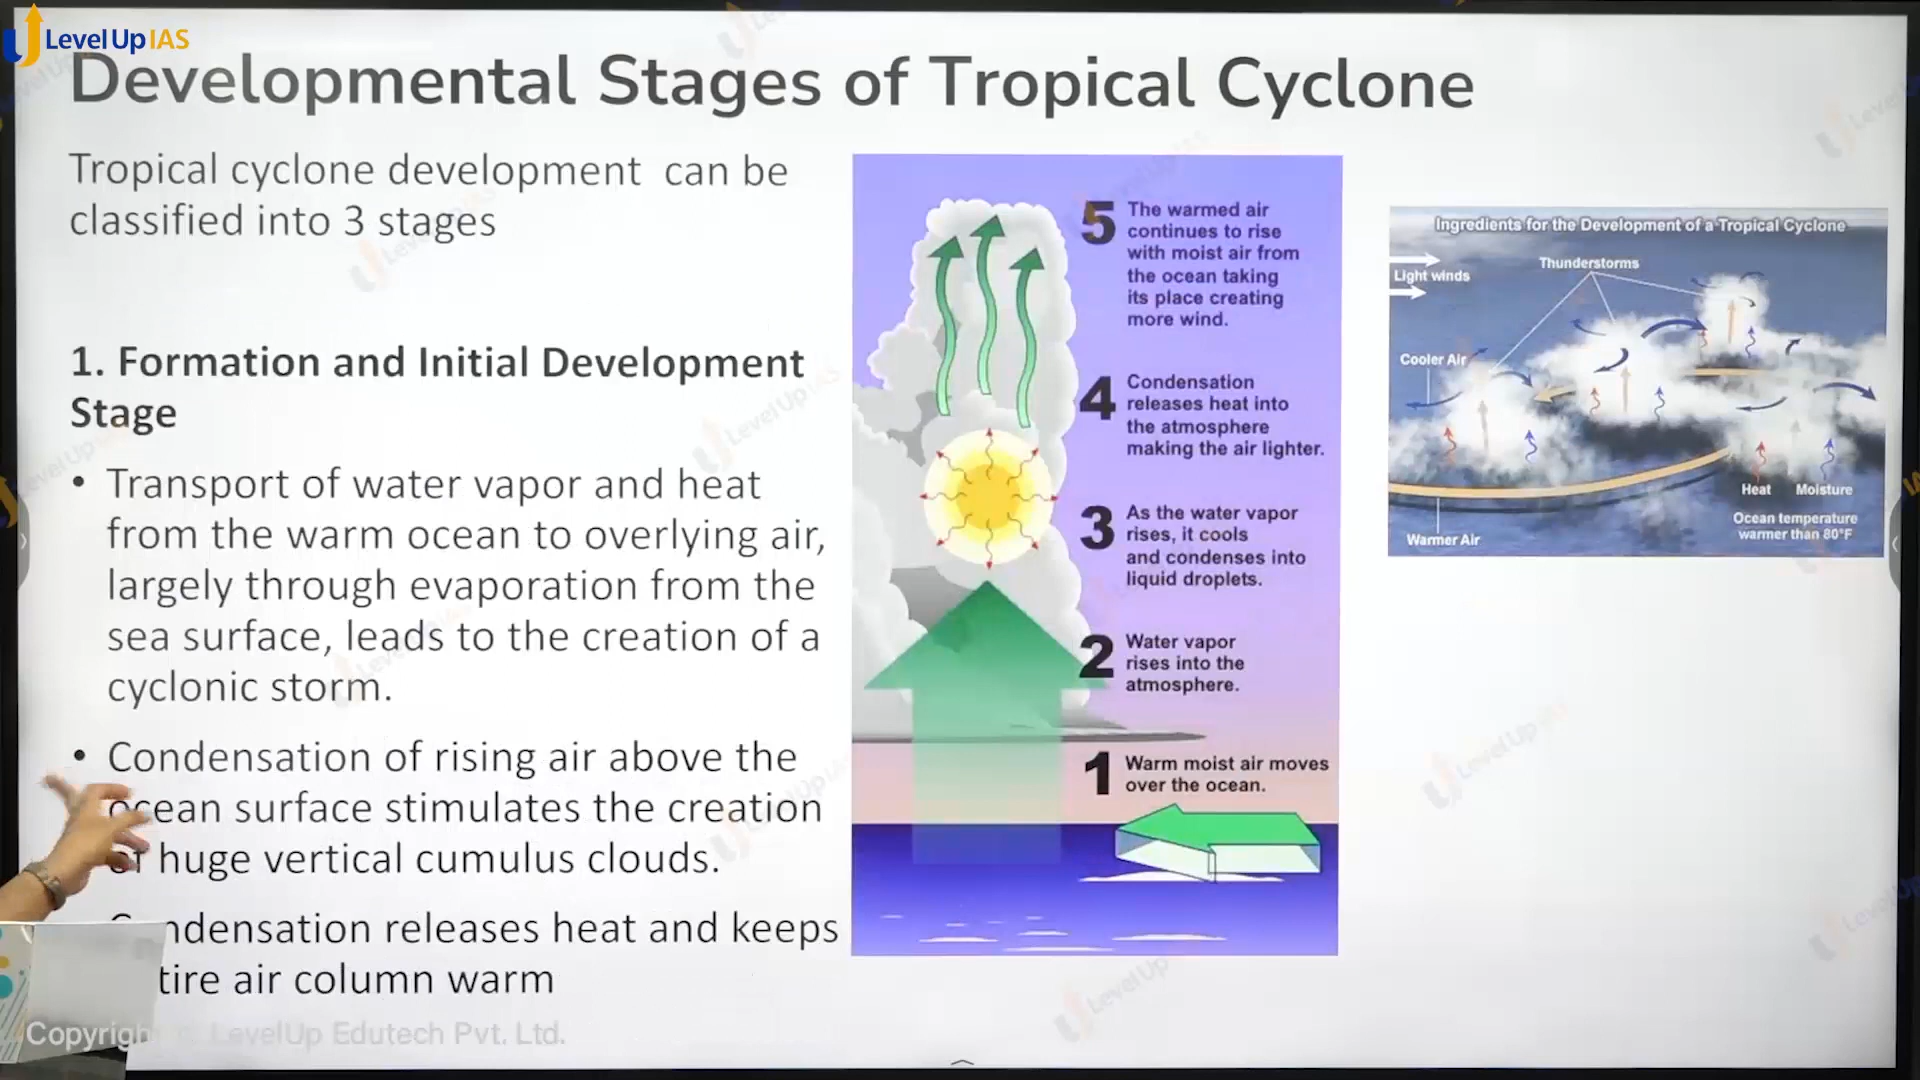 LevelUp IAS
Developmental Stages of Tropical Cyclone
Tropical cyclone development can be
classified into 3 stages
1. Formation and Initial Development
Stage
• Transport of water vapor and heat
from the warm ocean to overlying air,
largely through evaporation from the
sea surface, leads to the creation of a
cyclonic storm.
• Condensation of rising air above the
ocean surface stimulates the creation
of huge vertical cumulus clouds.
Condensation releases heat and keeps
tire air column warm
5 The warmed air
continues to rise
with moist air from
the ocean taking
its place creating
more wind.
4 Condensation
releases heat into
the atmosphere
making the air lighter.
3 As the water vapor
rises, it cools
and condenses into
liquid droplets.
2 Water vapor
rises into the
atmosphere.
1 Warm moist air moves
over the ocean.
Ingredients for the Development of a Tropical Cyclone
Thunderstorms
Light winds
Cooler Air
Heat Moisture
Ocean temperature
warmer than 80°F
Warmer Air
Copyright LevelUp Edutech Pvt. Ltd.